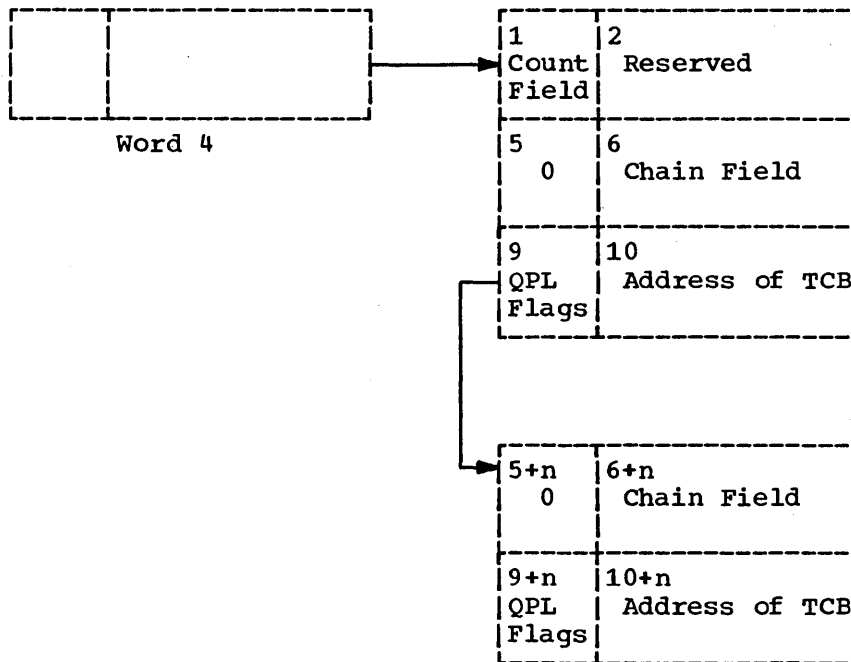 1 2
Count Reserved
Field
Word 4
5 6
0 Chain Field
9 10
QPL Address of TCB
Flags
5+n 6+n
0 Chain Field
9+n 10+n
QPL Address of TCB
Flags